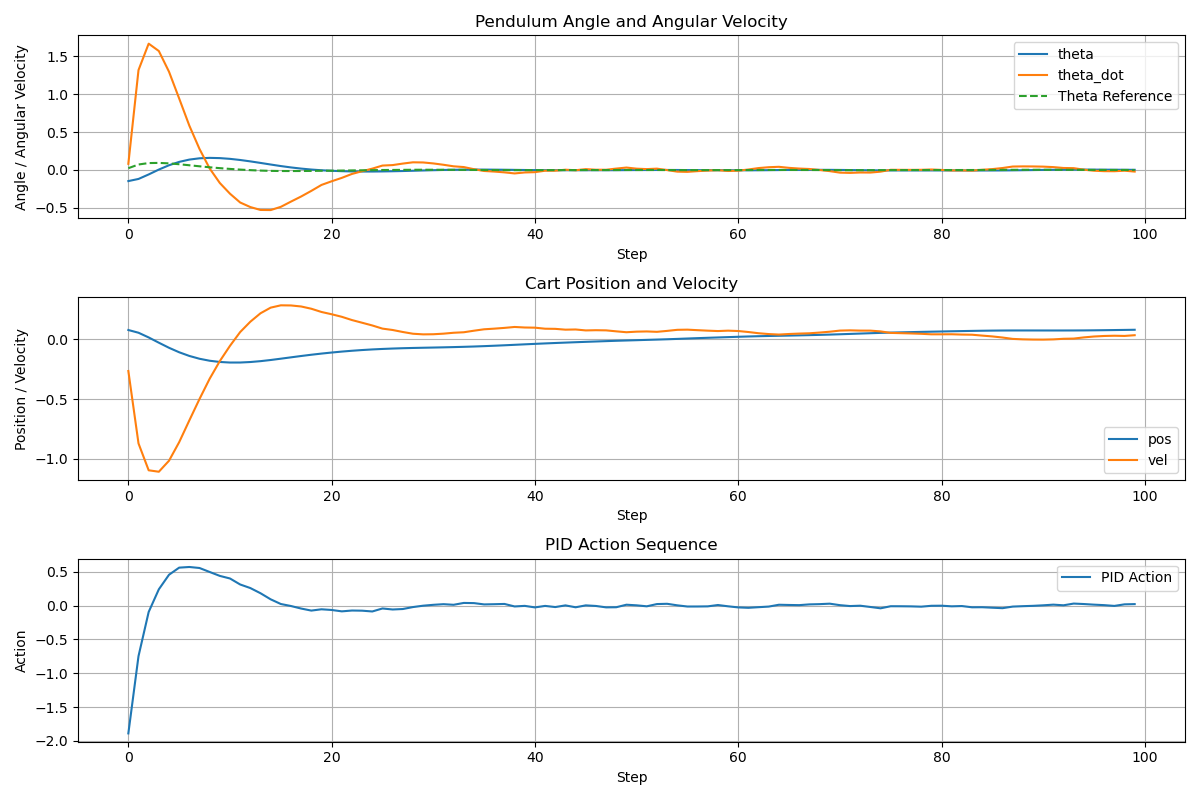 Pendulum Angle and Angular Velocity
Angle / Angular Velocity
1.5
1.0
0.5
0.0
−0.5
theta
theta_dot
Theta Reference
0 20 40 60 80 100
Step
Cart Position and Velocity
Position / Velocity
0.0
−0.5
−1.0
pos
vel
0 20 40 60 80 100
Step
PID Action Sequence
Action
0.5
0.0
−0.5
−1.0
−1.5
−2.0
PID Action
0 20 40 60 80 100
Step